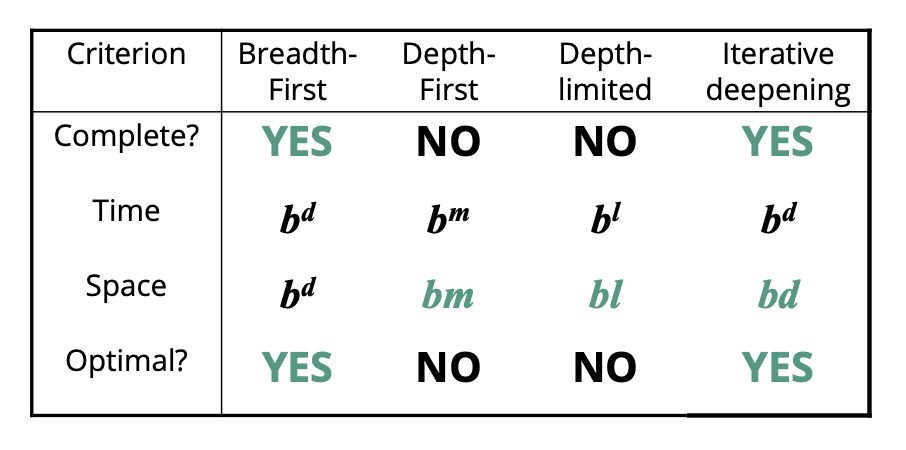 Criterion Breadth-First Depth-First Depth-limited Iterative deepening
Complete? YES NO NO YES
Time b^d b^m b^l b^d
Space b^d bm bl bd
Optimal? YES NO NO YES